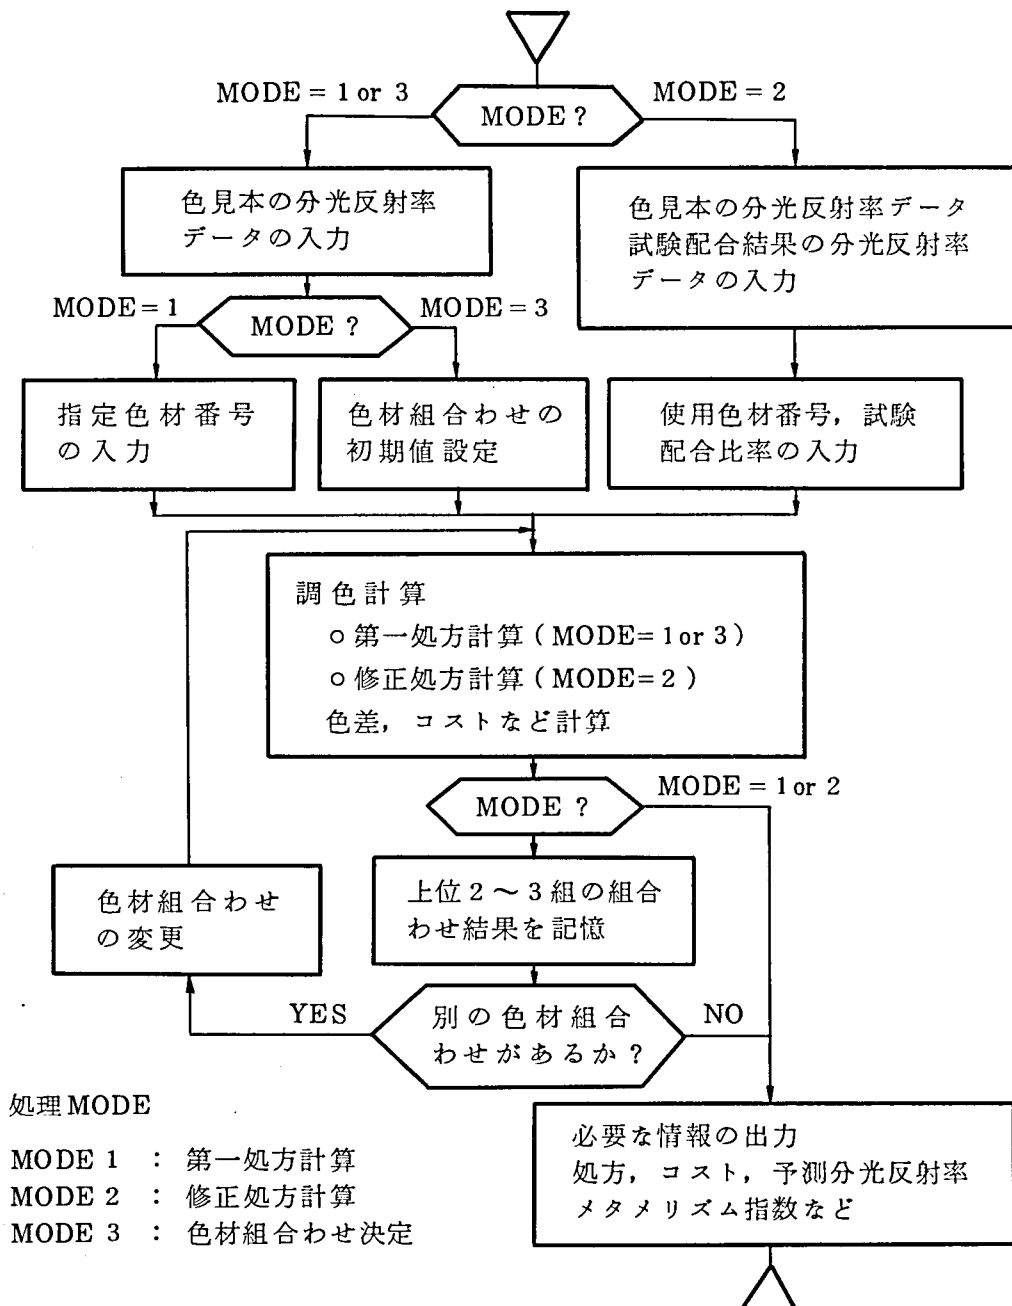 MODE = 1 or 3
MODE = 2
MODE ?
色見本の分光反射率
データの入力
色見本の分光反射率データ
試験配合結果の分光反射率
データの入力
MODE = 1
MODE = 3
MODE ?
指定色材番号
の入力
色材組合わせの
初期値設定
使用色材番号，試験
配合比率の入力
調色計算
○ 第一処方計算 ( MODE=1 or 3 )
○ 修正処方計算 ( MODE=2 )
色差，コストなど計算
MODE ?
MODE = 1 or 2
色材組合わせ
の変更
上位 2 〜 3 組の組合
わせ結果を記憶
YES
別の色材組合
わせがあるか ?
NO
処理 MODE
MODE 1 : 第一処方計算
MODE 2 : 修正処方計算
MODE 3 : 色材組合わせ決定
必要な情報の出力
処方，コスト，予測分光反射率
メタメリズム指数など